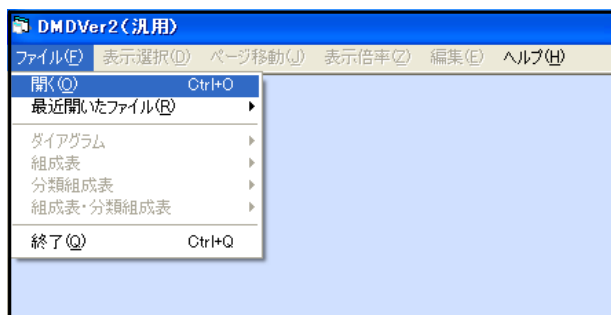 DMDVer2(汎用)
ファイル(F) 表示選択(D) ページ移動(J) 表示倍率(Z) 編集(E) ヘルプ(H)
開く(O) Ctrl+O
最近開いたファイル(R)
ダイアグラム
組成表
分類組成表
組成表・分類組成表
終了(Q) Ctrl+Q